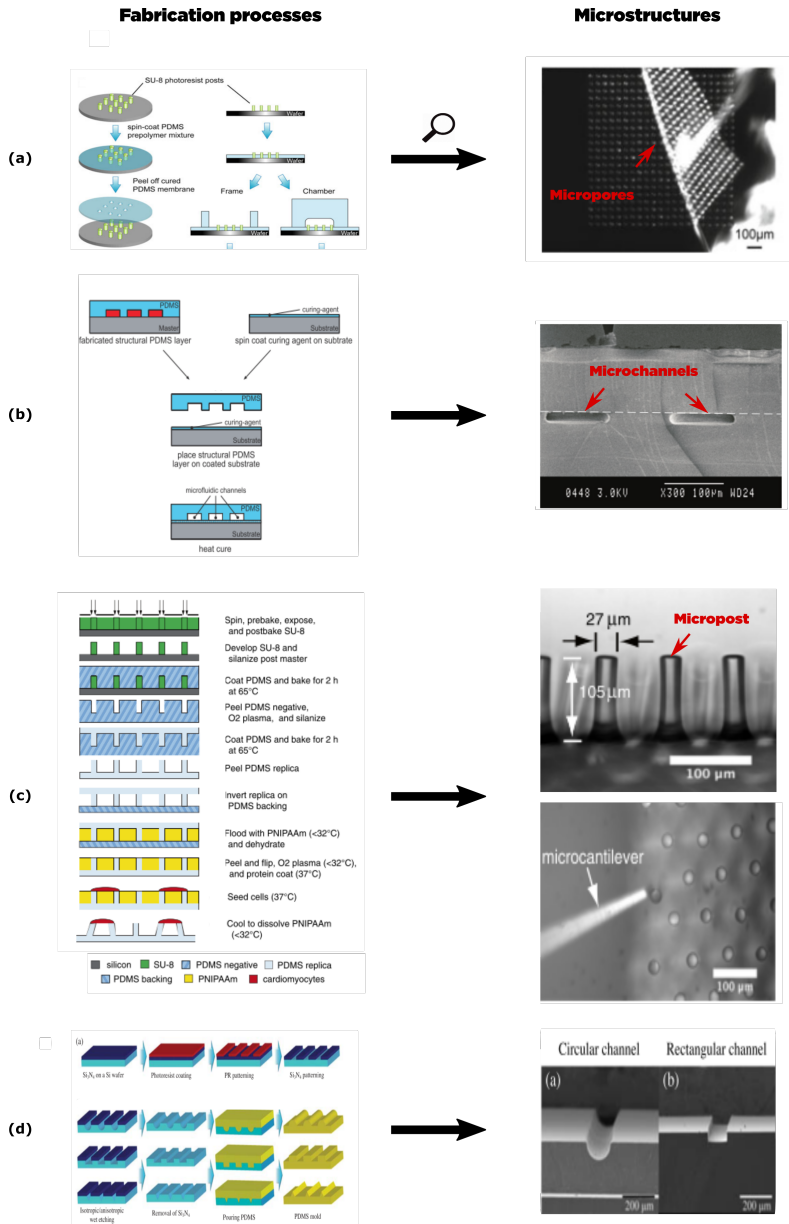 Fabrication processes
Microstructures
(a)
SU-8 photoresist posts
spin-coat PDMS
prepolymer mixture
Peel off cured
PDMS membrane
Wafer
Frame
Chamber
Wafer
Wafer
Micropores
100μm
(b)
PDMS
Master
fabricated structural PDMS layer
curing-agent
Substrate
spin coat curing agent on subtrate
PDMS
curing-agent
Substrate
place structural PDMS
layer on coated substrate
microfluidic channels
PDMS
Substrate
heat cure
Microchannels
0448 3.0KV X300 100μm WD24
(c)
Spin, prebake, expose,
and postbake SU-8
Develop SU-8 and
silanize post master
Coat PDMS and bake for 2 h
at 65°C
Peel PDMS negative,
O2 plasma, and silanize
Coat PDMS and bake for 2 h
at 65°C
Peel PDMS replica
Invert replica on
PDMS backing
Flood with PNIPAAm (<32°C)
and dehydrate
Peel and flip, O2 plasma (<32°C),
and protein coat (37°C)
Seed cells (37°C)
Cool to dissolve PNIPAAm
(<32°C)
silicon SU-8 PDMS negative PDMS replica
PDMS backing PNIPAAm cardiomyocytes
27 μm
Micropost
105μm
100 μm
microcantilever
100 μm
(d)
(a)
Si₃N₄ on a Si wafer
Photoresist coating
PR patterning
Si₃N₄ patterning
Isotropic/anisotropic
wet etching
Removal of Si₃N₄
Pouring PDMS
PDMS mold
Circular channel
Rectangular channel
(a)
(b)
200 μm
200 μm